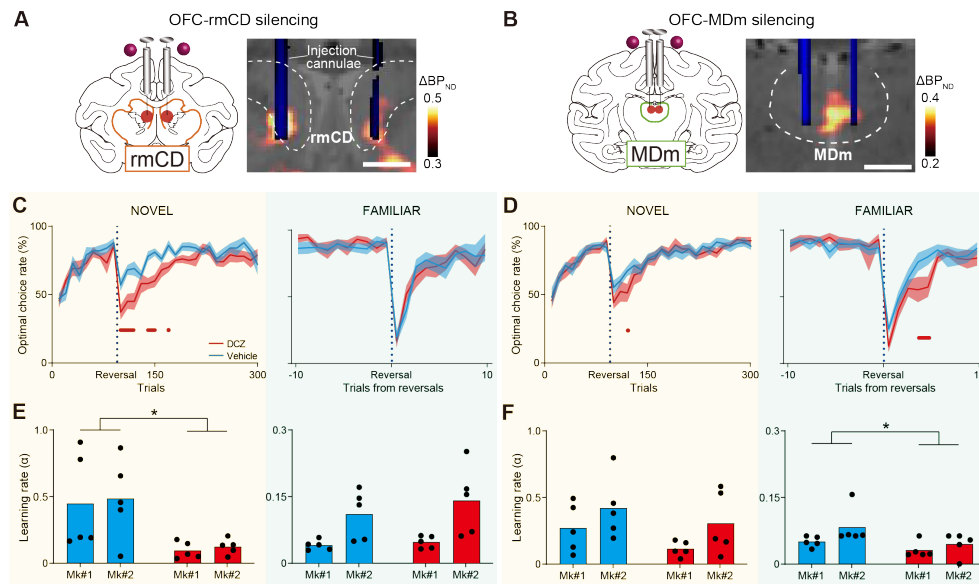 A
OFC-rmCD silencing
Injection
cannulae
rmCD
rmCD
ΔBP ND
0.5
0.3
B
OFC-MDm silencing
MDm
MDm
ΔBP ND
0.4
0.2
C
NOVEL
FAMILIAR
Optimal choice rate (%)
100
50
0
DCZ
Vehicle
0
Reversal
150
300
Trials
-10
Reversal
10
Trials from reversals
D
NOVEL
FAMILIAR
Optimal choice rate (%)
100
50
0
0
Reversal
150
300
Trials
-10
Reversal
1
Trials from reversals
E
Learning rate (α)
1.0
0.5
0
*
Mk#1 Mk#2 Mk#1 Mk#2
0.3
0.15
0
Mk#1 Mk#2 Mk#1 Mk#2
F
Learning rate (α)
1.0
0.5
0
Mk#1 Mk#2 Mk#1 Mk#2
0.3
0.15
0
*
Mk#1 Mk#2 Mk#1 Mk#2